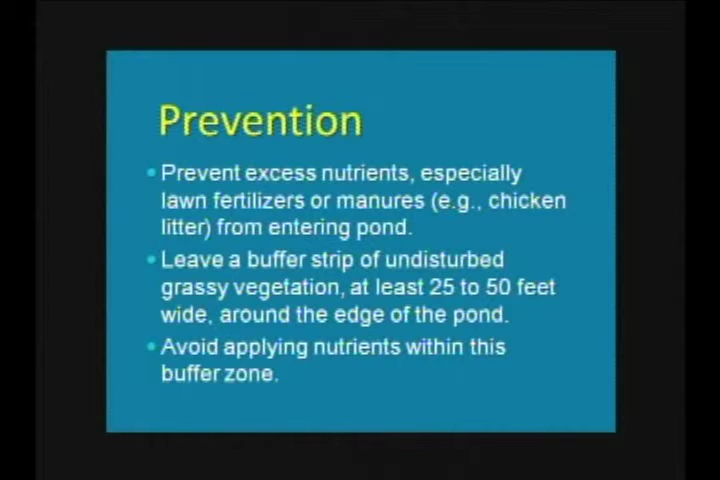 Prevention
• Prevent excess nutrients, especially
lawn fertilizers or manures (e.g., chicken
litter) from entering pond.
• Leave a buffer strip of undisturbed
grassy vegetation, at least 25 to 50 feet
wide, around the edge of the pond.
• Avoid applying nutrients within this
buffer zone.